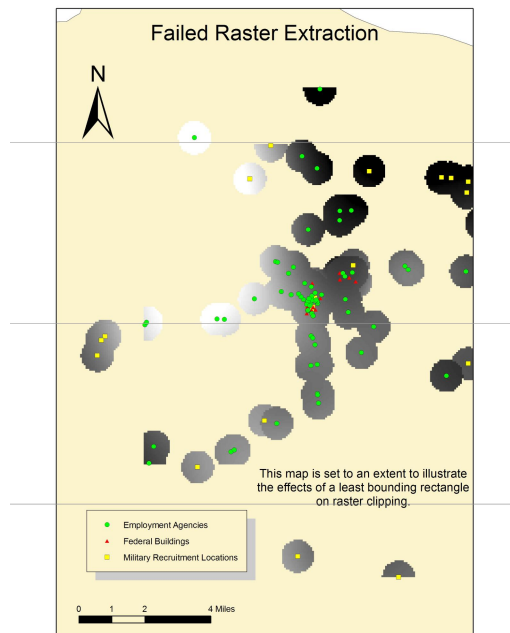 Failed Raster Extraction
N
This map is set to an extent to illustrate
the effects of a least bounding rectangle
on raster clipping.
Employment Agencies
Federal Buildings
Military Recruitment Locations
0 1 2 4 Miles